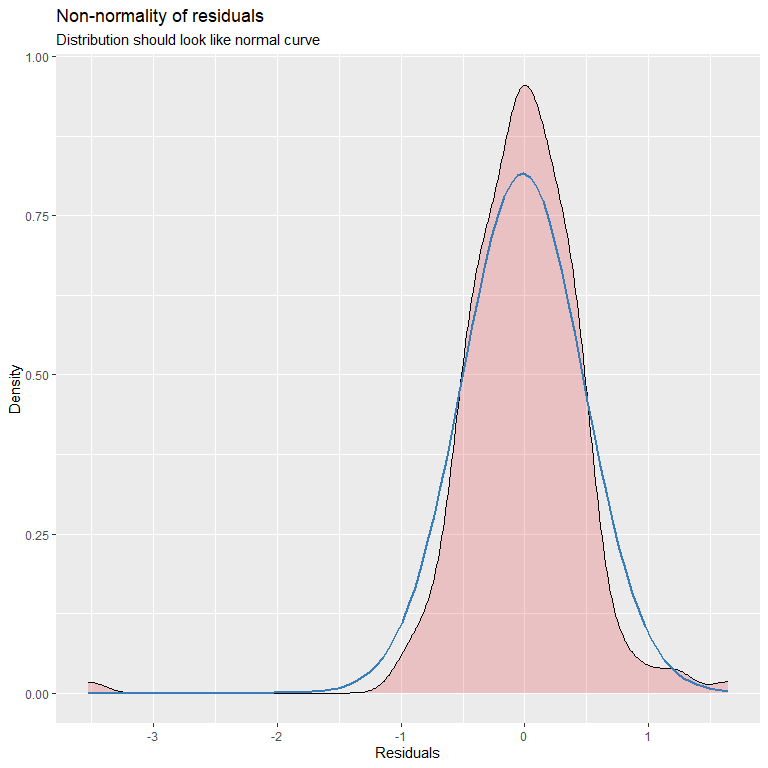 Non-normality of residuals
Distribution should look like normal curve
1.00
0.75
0.50
0.25
0.00
Density
-3
-2
-1
0
1
Residuals